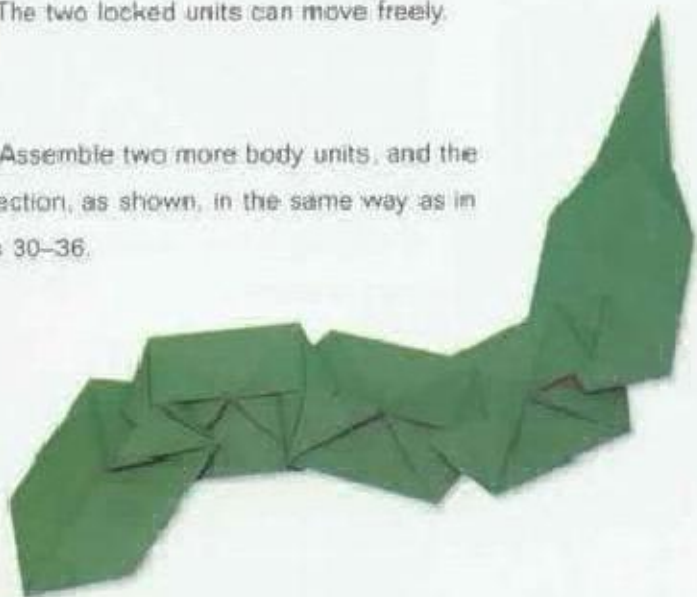 The two locked units can move freely.
Assemble two more body units, and the
ection, as shown, in the same way as in
30–36.